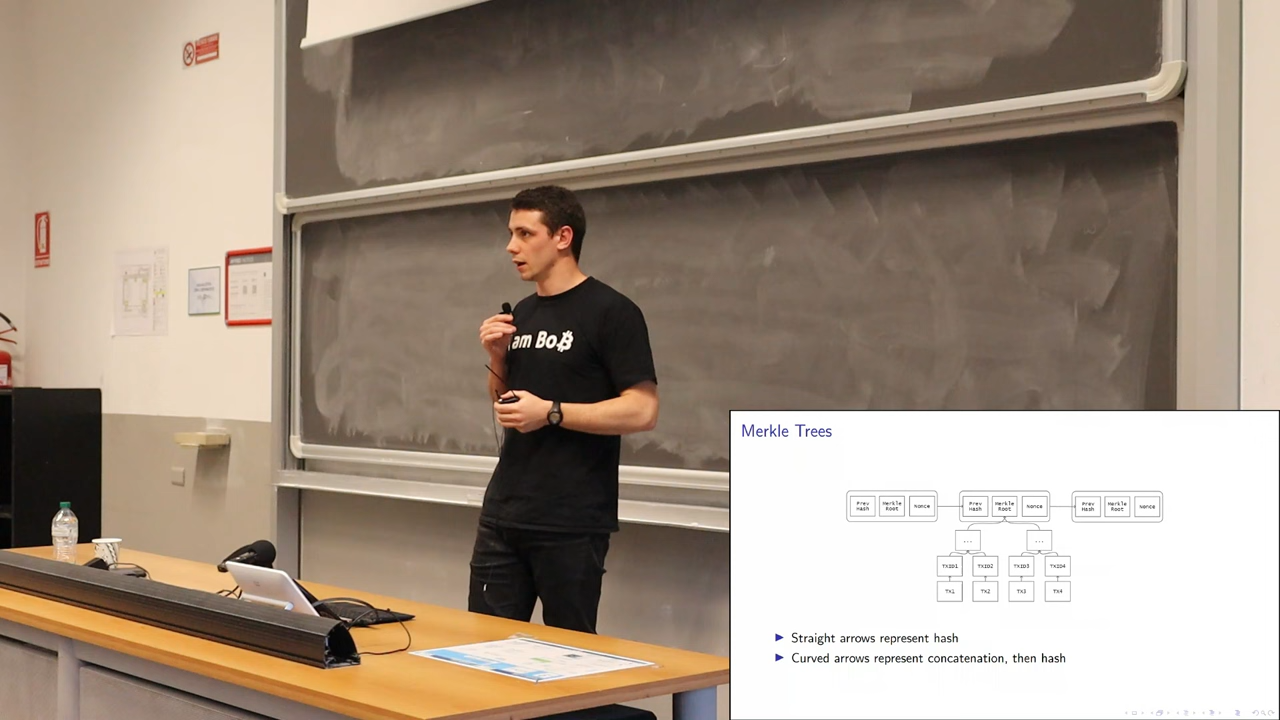 am Bo₿
Merkle Trees
Prev Hash Merkle Root Nonce Prev Hash Merkle Root Nonce Prev Hash Merkle Root Nonce
... ...
TXID1 TXID2 TXID3 TXID4
TX1 TX2 TX3 TX4
Straight arrows represent hash
Curved arrows represent concatenation, then hash